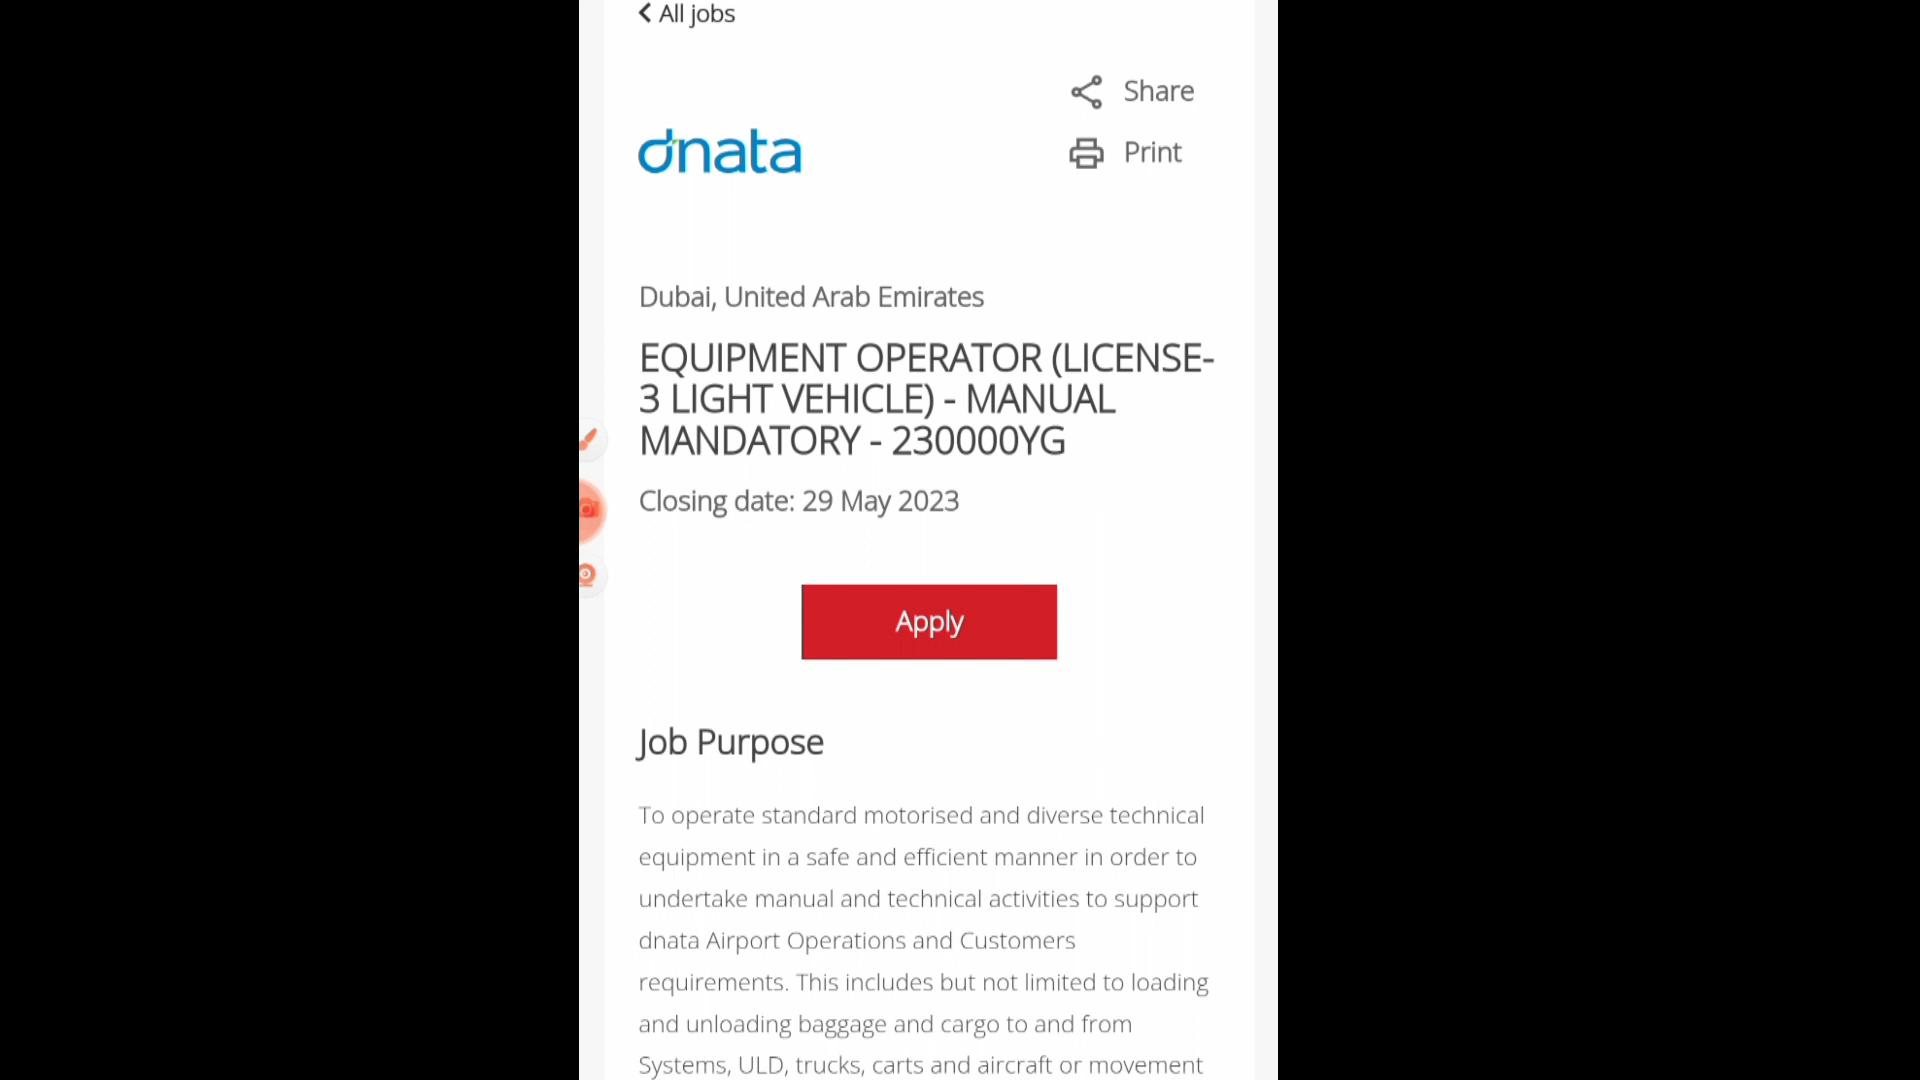 All jobs
Share
dnata
Print
Dubai, United Arab Emirates
EQUIPMENT OPERATOR (LICENSE-
3 LIGHT VEHICLE) - MANUAL
MANDATORY - 230000YG
Closing date: 29 May 2023
Apply
Job Purpose
To operate standard motorised and diverse technical
equipment in a safe and efficient manner in order to
undertake manual and technical activities to support
dnata Airport Operations and Customers
requirements. This includes but not limited to loading
and unloading baggage and cargo to and from
Systems, ULD, trucks, carts and aircraft or movement